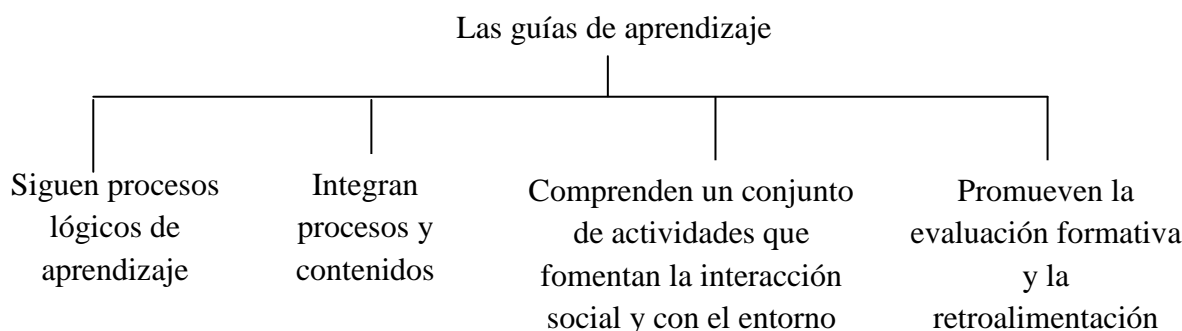 Las guías de aprendizaje
Siguen procesos
lógicos de
aprendizaje
Integran
procesos y
contenidos
Comprenden un conjunto
de actividades que
fomentan la interacción
social y con el entorno
Promueven la
evaluación formativa
y la
retroalimentación